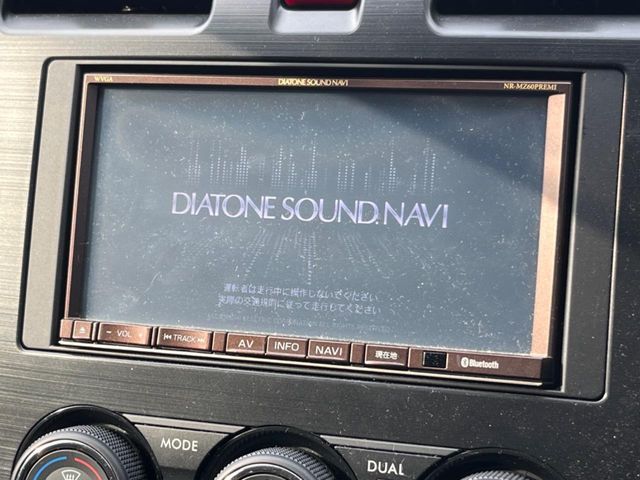 WVGA DIATONE SOUND NAVI NR-MZ60PREMI
DIATONE SOUND.NAVI
運転者は走行中に操作しないでください
実際の交通規則に従って走行してください
- VOL + TRACK AV INFO NAVI 現在地 Bluetooth
MODE DUAL